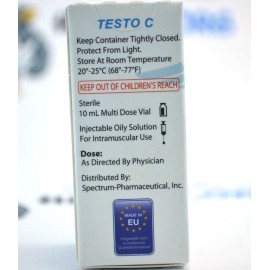 TESTO C
Keep Container Tightly Closed.
Protect From Light.
Store At Room Temperature
20°-25°C (68°-77°F)
KEEP OUT OF CHILDREN'S REACH
Sterile
10 mL Multi Dose Vial
Injectable Oily Solution
For Intramuscular Use
Dose:
As Directed By Physician
Distributed By:
Spectrum-Pharmaceutical, Inc.
MADE IN
EU